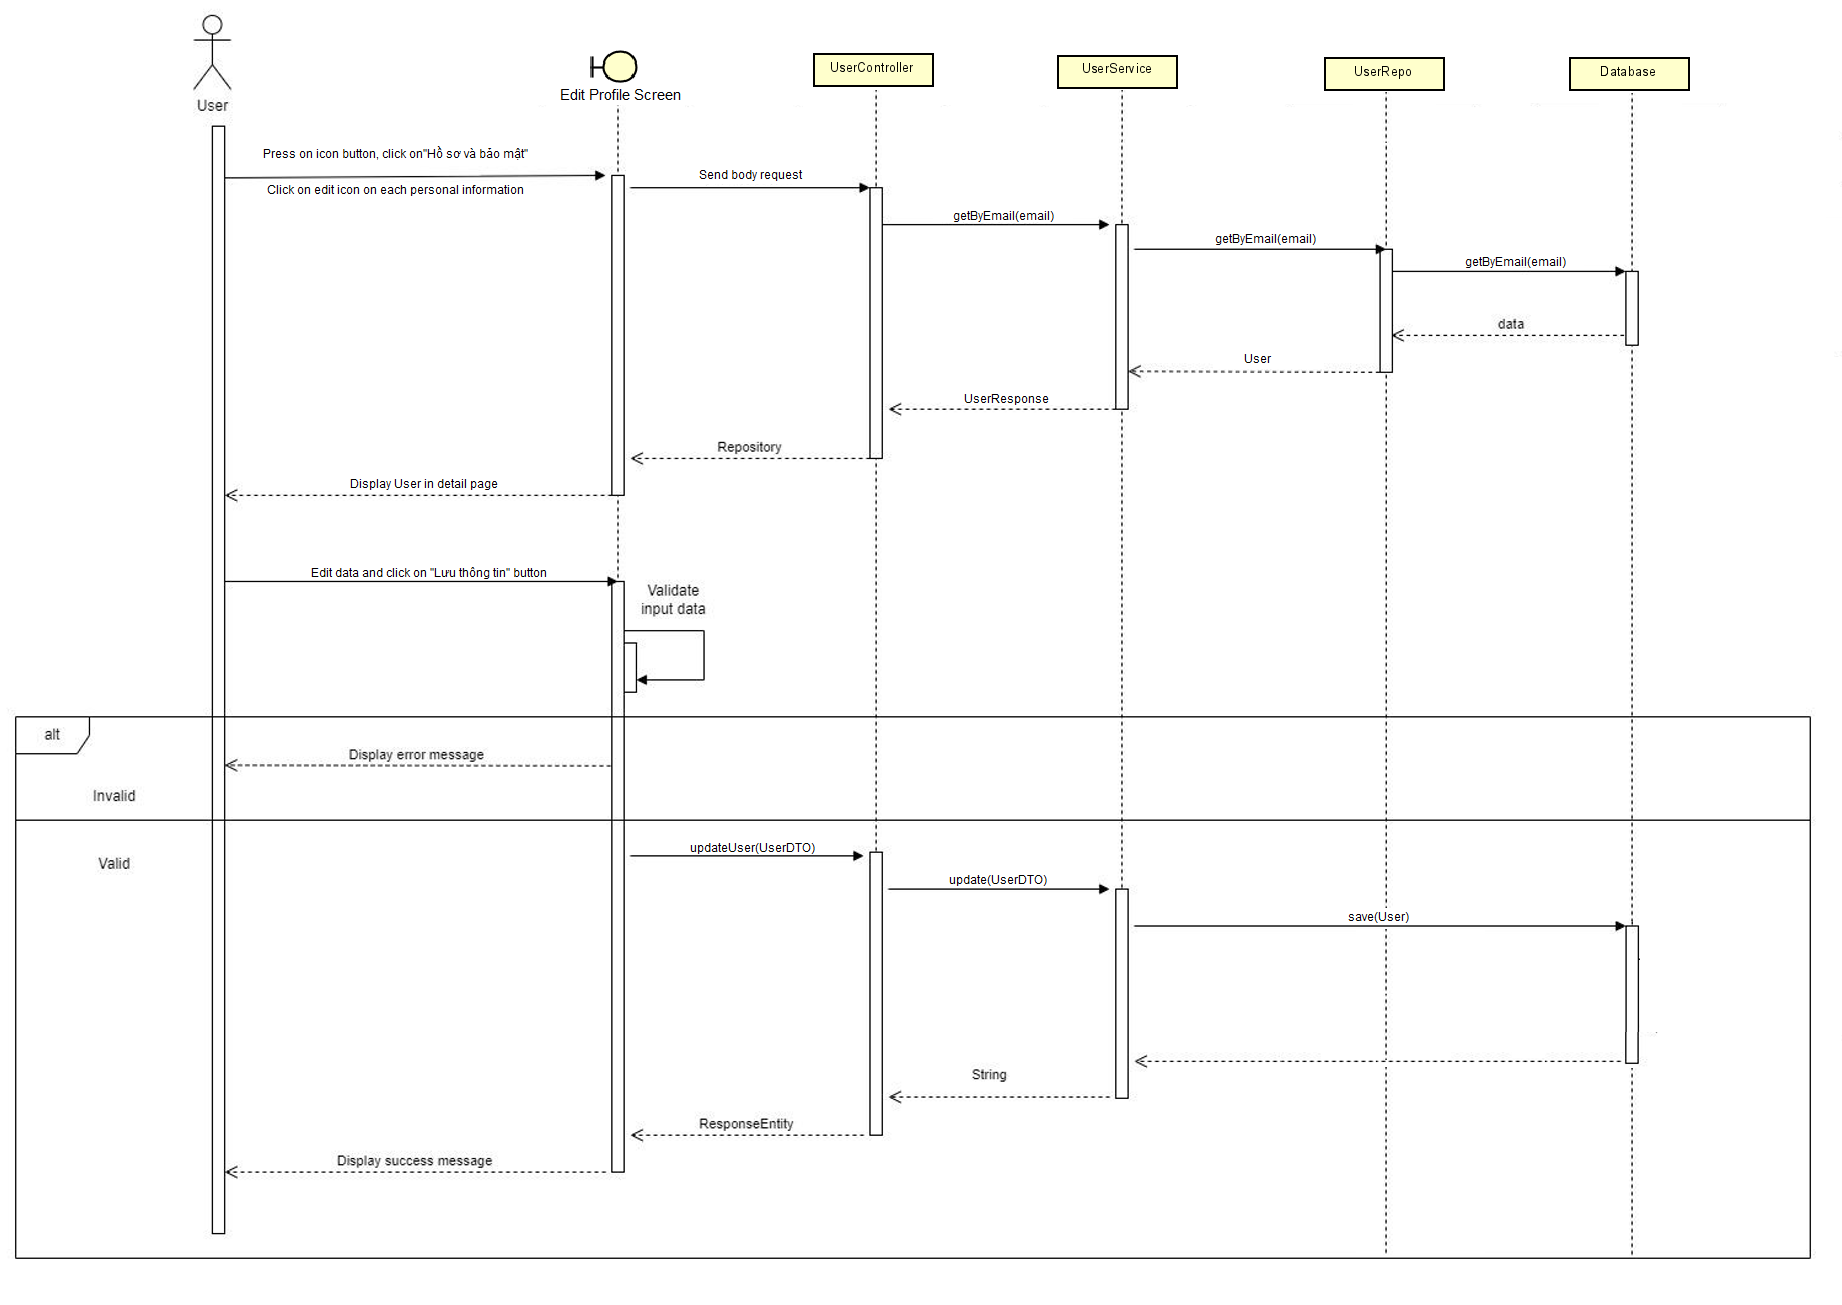 User
Edit Profile Screen
UserController
UserService
UserRepo
Database
Press on icon button, click on"Hồ sơ và bảo mật"
Click on edit icon on each personal information
Send body request
getByEmail(email)
getByEmail(email)
getByEmail(email)
data
User
UserResponse
Repository
Display User in detail page
Edit data and click on "Lưu thông tin" button
Validate
input data
alt
Display error message
Invalid
Valid
updateUser(UserDTO)
update(UserDTO)
save(User)
String
ResponseEntity
Display success message